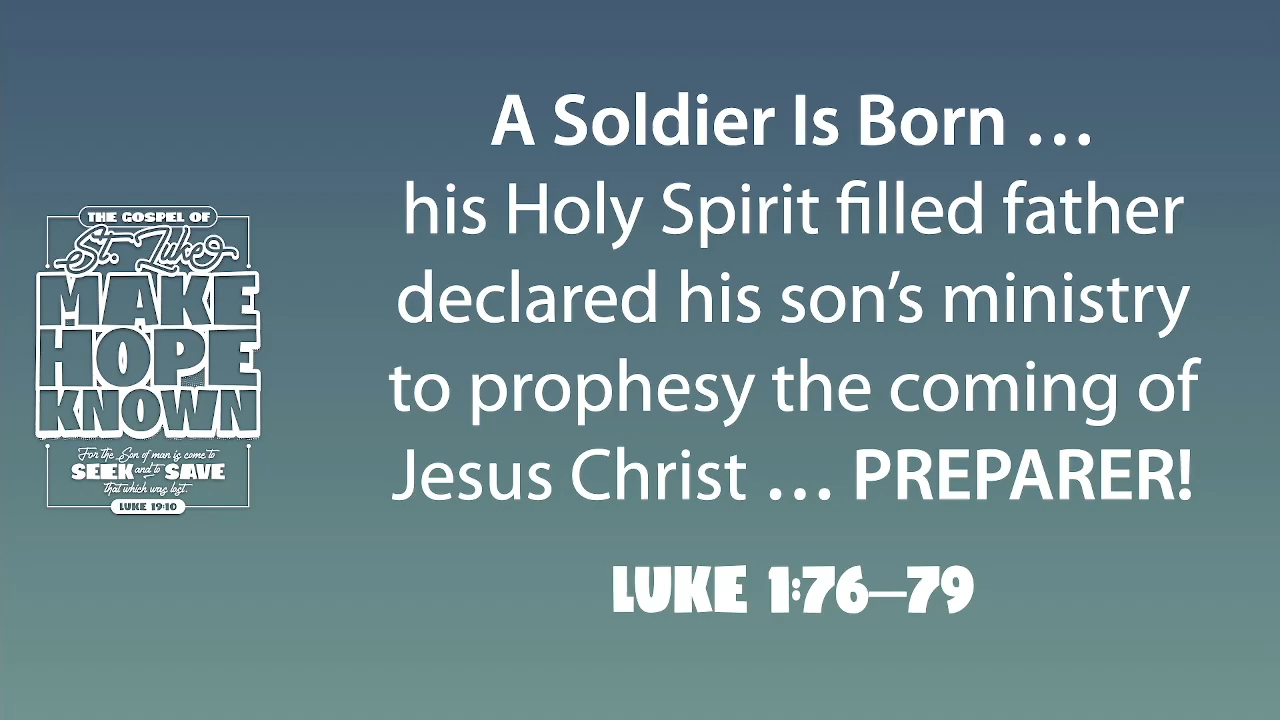 THE GOSPEL OF
St. Luke
MAKE
HOPE
KNOWN
For the Son of man is come to
SEEK and to SAVE
that which was lost.
LUKE 19:10
A Soldier Is Born …
his Holy Spirit filled father
declared his son’s ministry
to prophesy the coming of
Jesus Christ … PREPARER!
LUKE 1:76–79